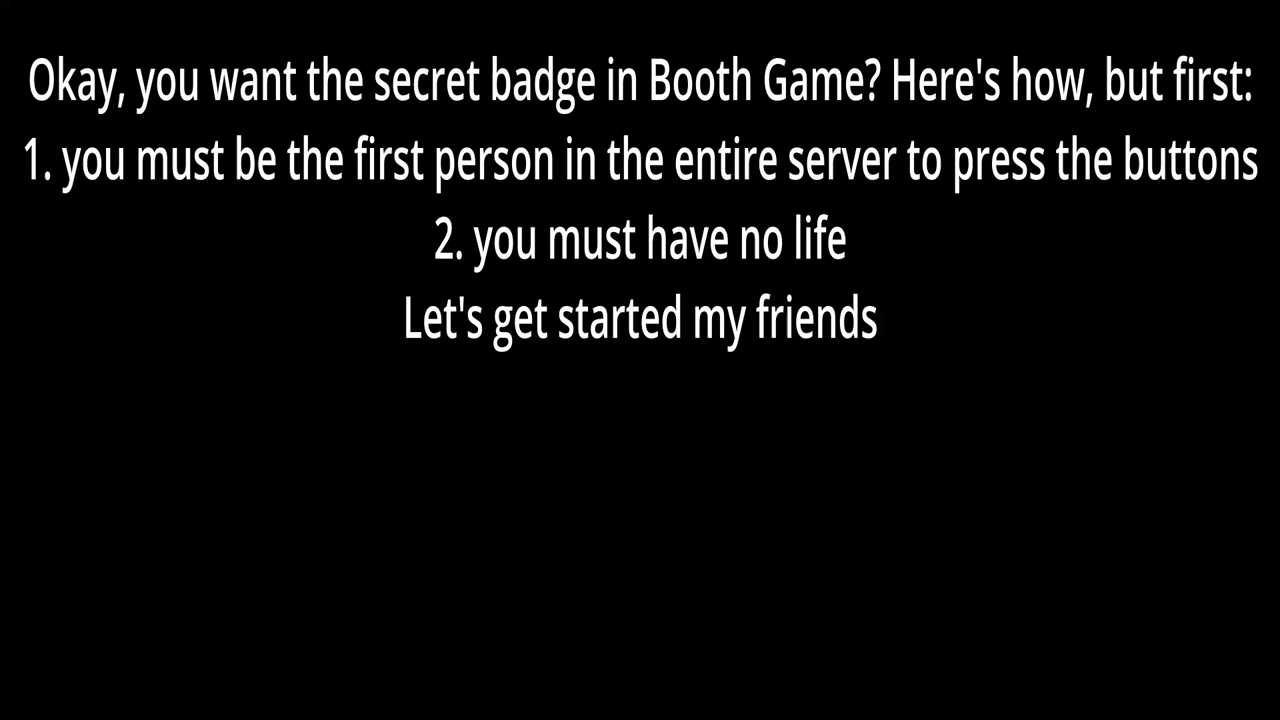 Okay, you want the secret badge in Booth Game? Here's how, but first:
1. you must be the first person in the entire server to press the buttons
2. you must have no life
Let's get started my friends